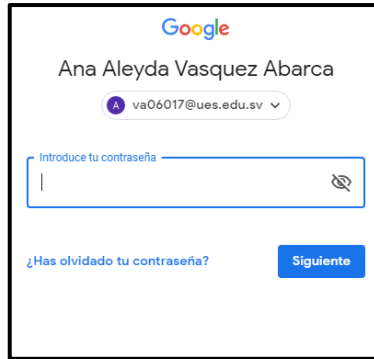 Google
Ana Aleyda Vasquez Abarca
A va06017@ues.edu.sv
Introduce tu contraseña
¿Has olvidado tu contraseña? Siguiente